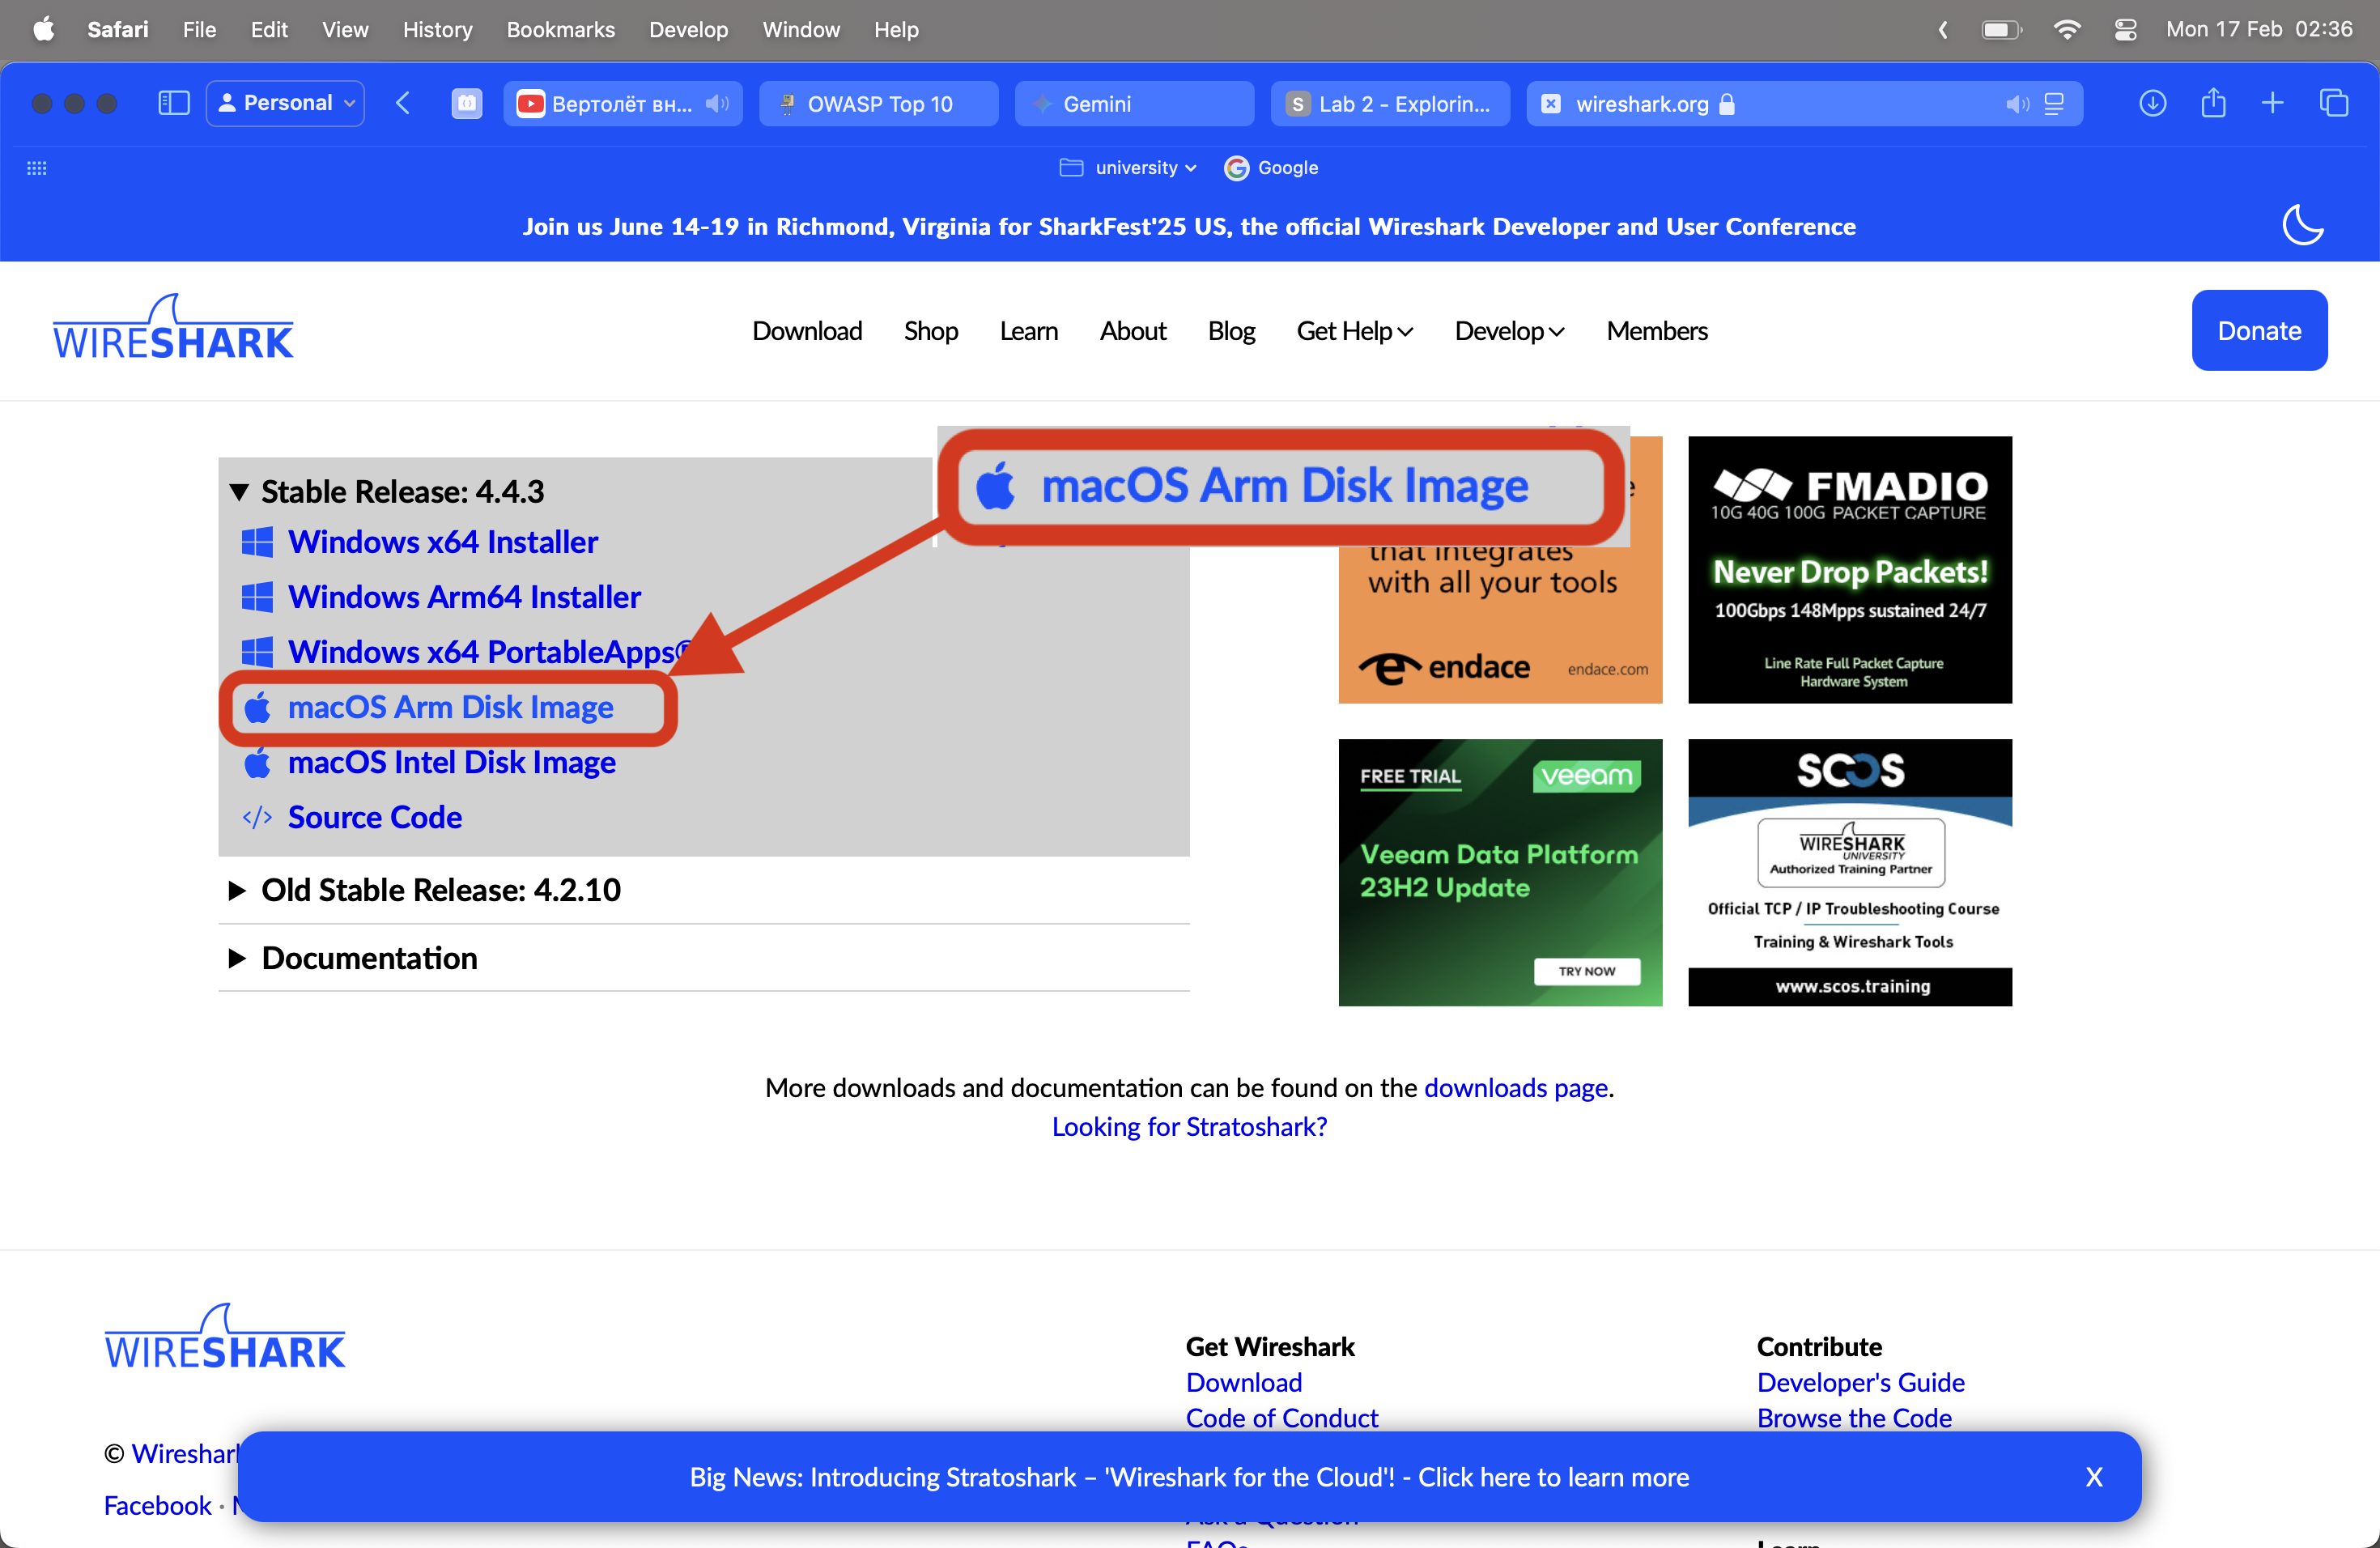 Safari File Edit View History Bookmarks Develop Window Help Mon 17 Feb 02:36
Personal Вертолёт вн... OWASP Top 10 Gemini S Lab 2 - Explorin... wireshark.org
university Google
Join us June 14-19 in Richmond, Virginia for SharkFest'25 US, the official Wireshark Developer and User Conference
WIRESHARK Download Shop Learn About Blog Get Help Develop Members Donate
Stable Release: 4.4.3
Windows x64 Installer
Windows Arm64 Installer
Windows x64 PortableApps
macOS Arm Disk Image
macOS Intel Disk Image
</> Source Code
Old Stable Release: 4.2.10
Documentation
macOS Arm Disk Image
that integrates
with all your tools
endace endace.com
FMADIO
10G 40G 100G PACKET CAPTURE
Never Drop Packets!
100Gbps 148Mpps sustained 24/7
Line Rate Full Packet Capture
Hardware System
FREE TRIAL veeam
Veeam Data Platform
23H2 Update
TRY NOW
SCOS
WIRESHARK
UNIVERSITY
Authorized Training Partner
Official TCP / IP Troubleshooting Course
Training & Wireshark Tools
www.scos.training
More downloads and documentation can be found on the downloads page.
Looking for Stratoshark?
WIRESHARK
© Wireshark
Facebook ·
Get Wireshark
Download
Code of Conduct
Ask a Question
FAQs
Contribute
Developer's Guide
Browse the Code
Learn
Big News: Introducing Stratoshark – 'Wireshark for the Cloud'! - Click here to learn more X